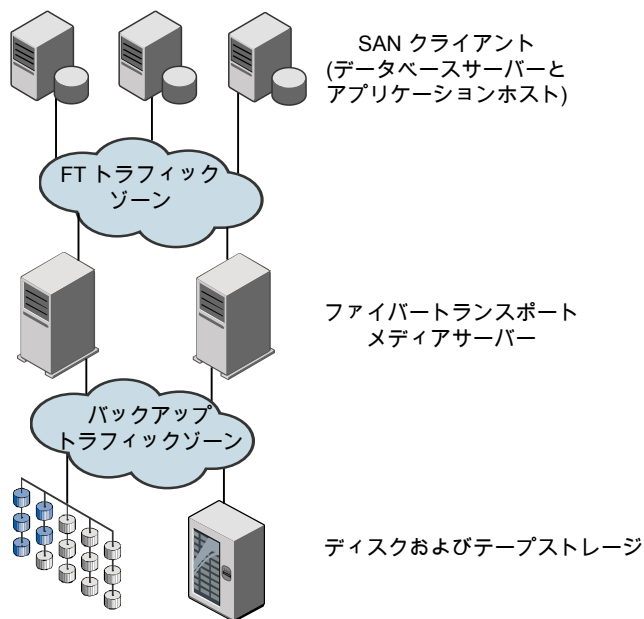 SAN クライアント
(データベースサーバーと
アプリケーションホスト)
FT トラフィック
ゾーン
ファイバートランスポート
メディアサーバー
バックアップ
トラフィックゾーン
ディスクおよびテープストレージ